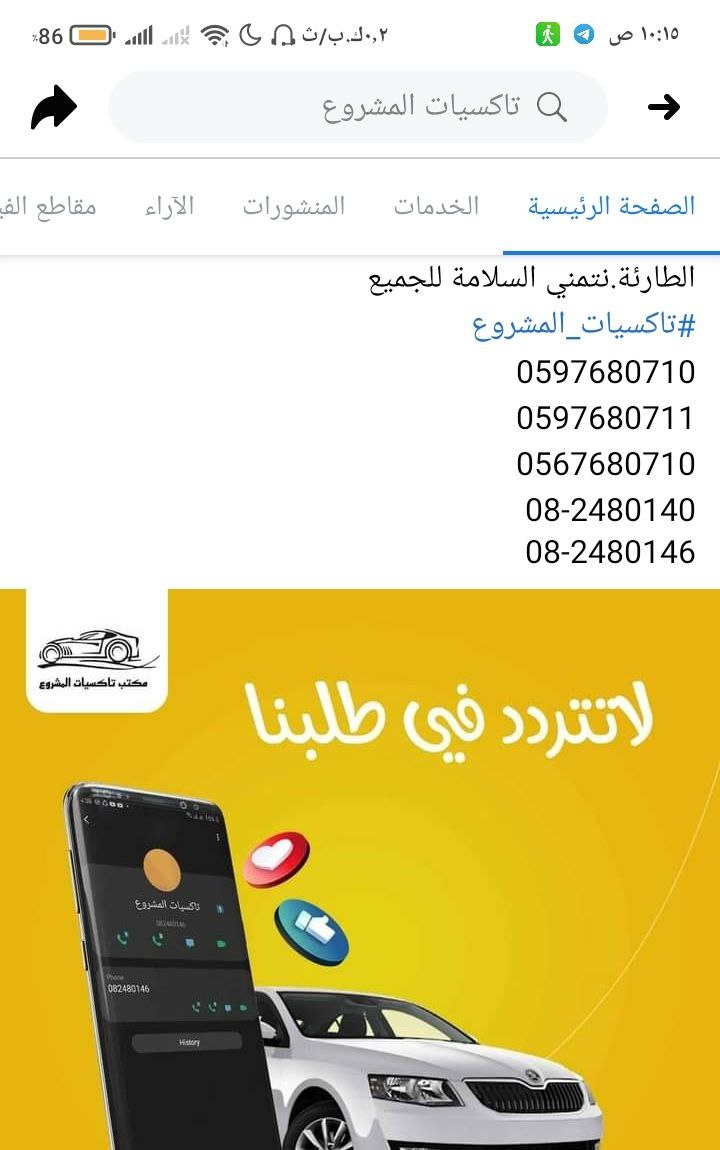 ١٠:١٥ ص
٠,٢ك.ب/ث
86%
تاكسيات المشروع
الصفحة الرئيسية
الخدمات
المنشورات
الآراء
مقاطع الفي
الطارئة.نتمني السلامة للجميع
#تاكسيات_المشروع
0597680710
0597680711
0567680710
08-2480140
08-2480146
مكتب تاكسيات المشروع
لاتتردد في طلبنا
تاكسيات المشروع
082480146
Phone
082480146
History